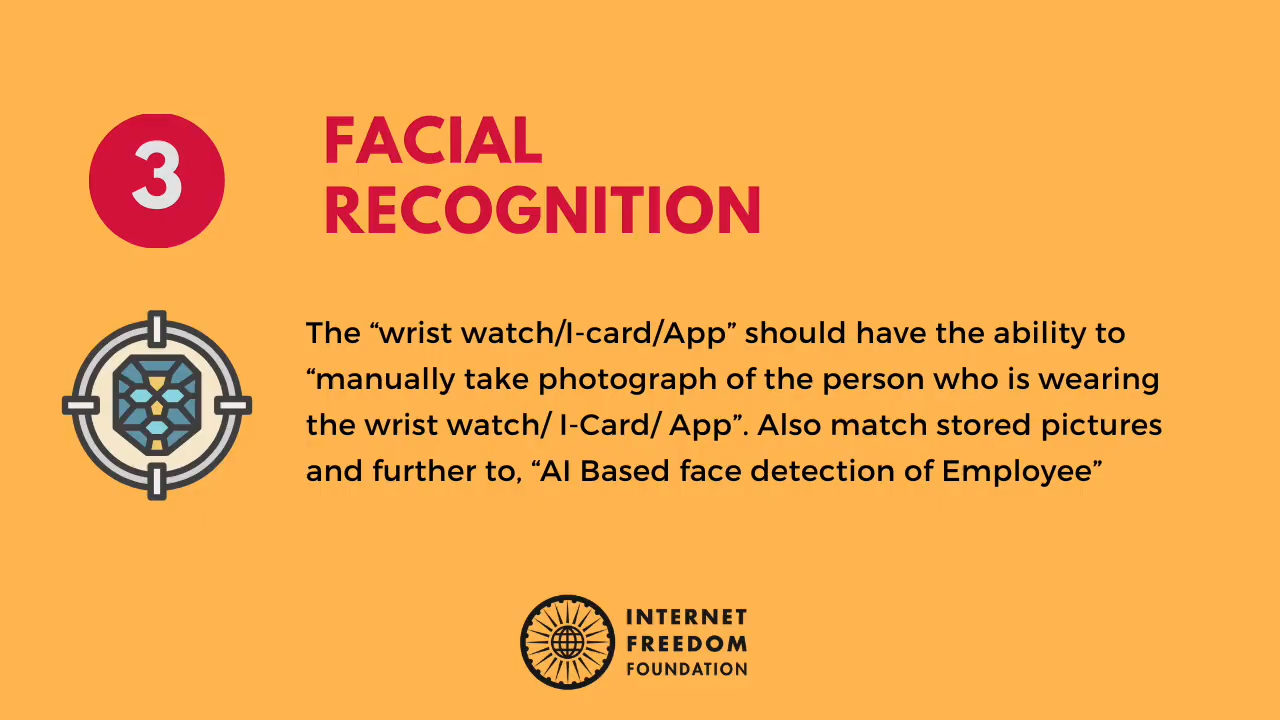 3
FACIAL
RECOGNITION
The “wrist watch/I-card/App” should have the ability to
“manually take photograph of the person who is wearing
the wrist watch/ I-Card/ App”. Also match stored pictures
and further to, “AI Based face detection of Employee”
INTERNET
FREEDOM
FOUNDATION